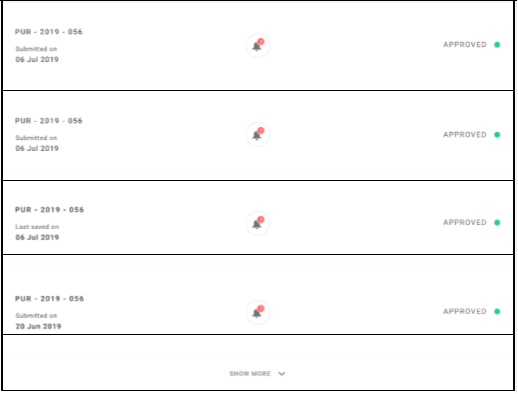 PUR - 2019 - 056
Submitted on
06 Jul 2019
APPROVED
PUR - 2019 - 056
Submitted on
06 Jul 2019
APPROVED
PUR - 2019 - 056
Last saved on
06 Jul 2019
APPROVED
PUR - 2019 - 056
Submitted on
20 Jun 2019
APPROVED
SHOW MORE